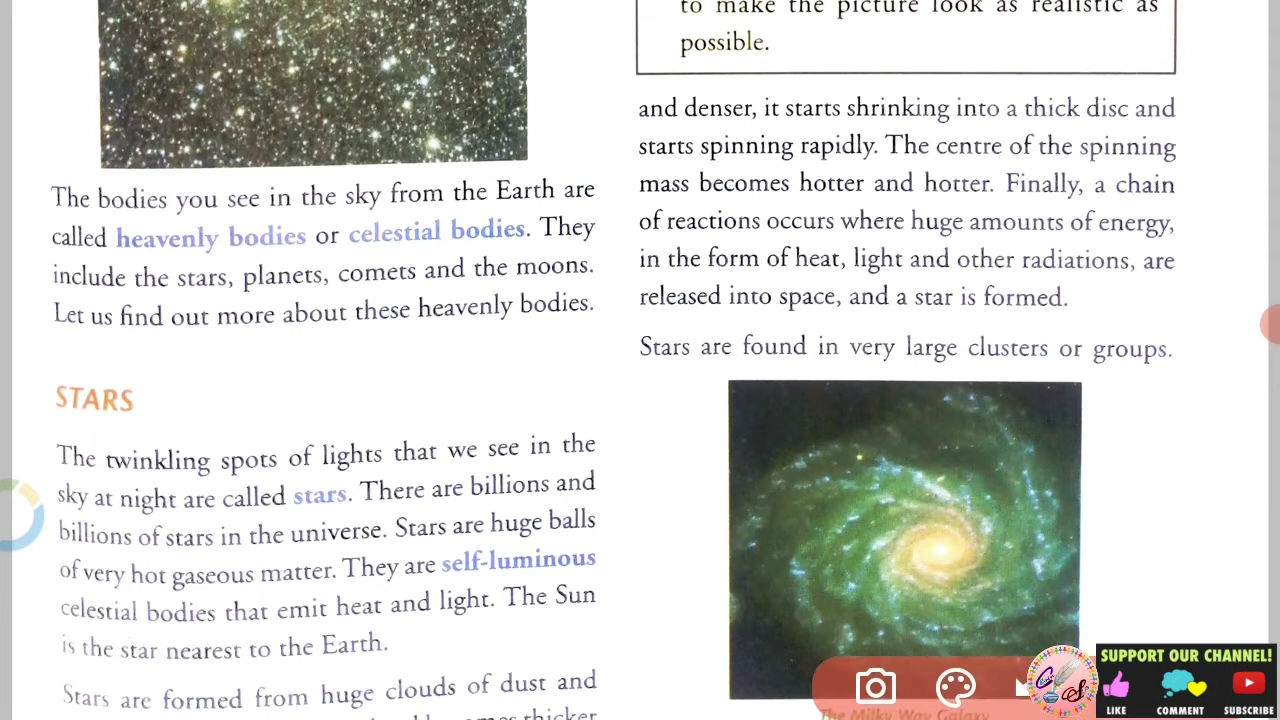 The bodies you see in the sky from the Earth are
called heavenly bodies or celestial bodies. They
include the stars, planets, comets and the moons.
Let us find out more about these heavenly bodies.
STARS
The twinkling spots of lights that we see in the
sky at night are called stars. There are billions and
billions of stars in the universe. Stars are huge balls
of very hot gaseous matter. They are self-luminous
celestial bodies that emit heat and light. The Sun
is the star nearest to the Earth.
Stars are formed from huge clouds of dust and
thicker
to make the picture look as realistic as
possible.
and denser, it starts shrinking into a thick disc and
starts spinning rapidly. The centre of the spinning
mass becomes hotter and hotter. Finally, a chain
of reactions occurs where huge amounts of energy,
in the form of heat, light and other radiations, are
released into space, and a star is formed.
Stars are found in very large clusters or groups.
The Milky Way Galaxy
SUPPORT OUR CHANNEL!
LIKE COMMENT SUBSCRIBE